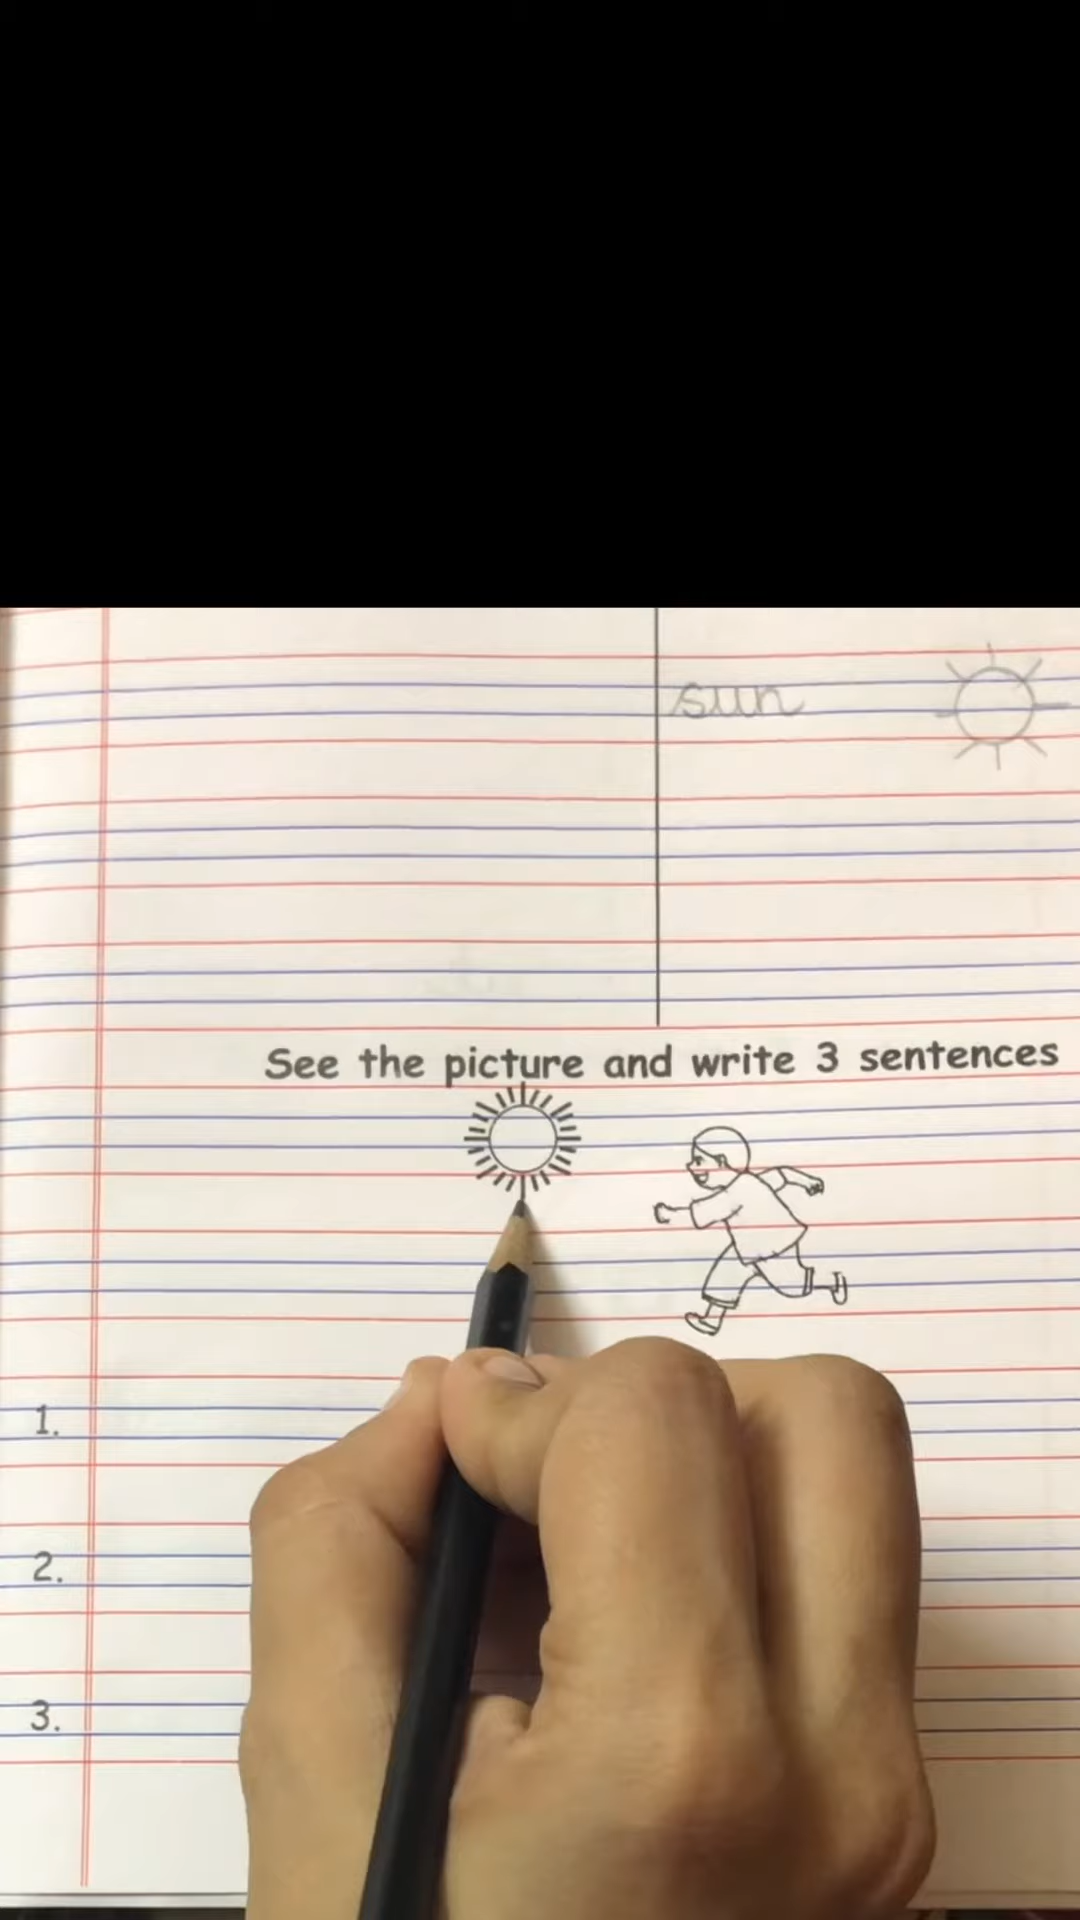 sun
See the picture and write 3 sentences
1.
2.
3.